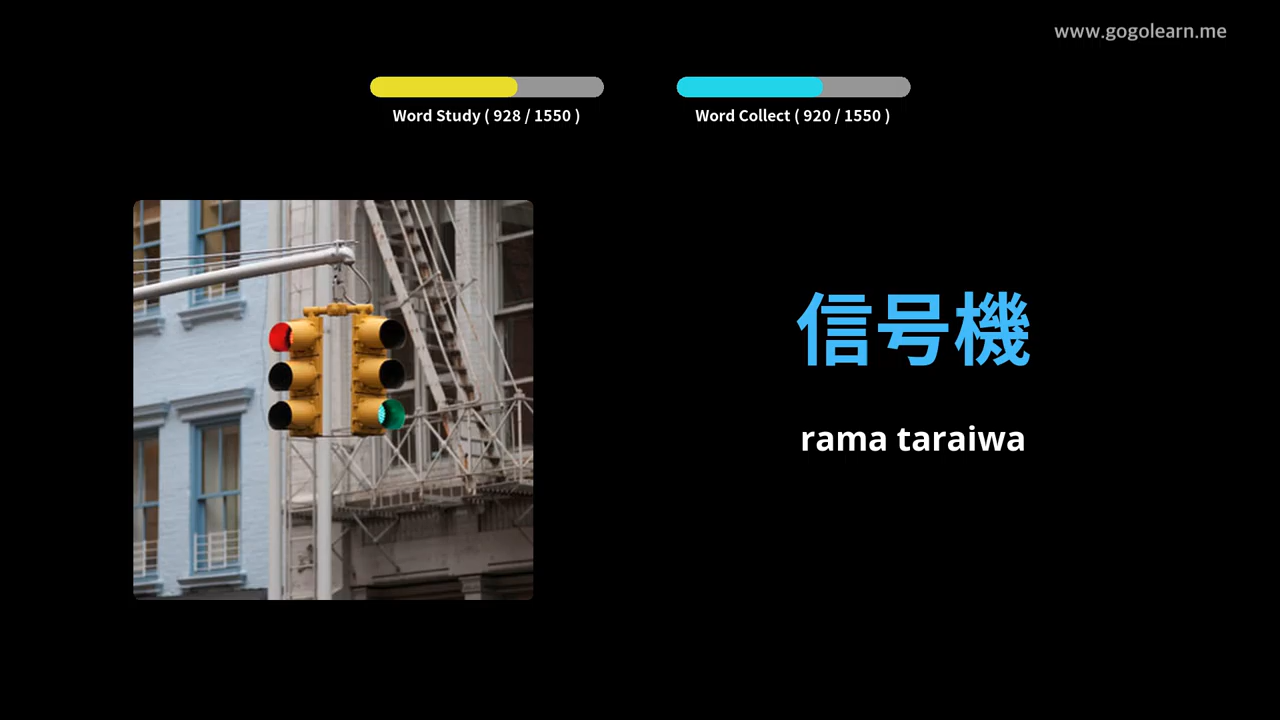 www.gogolearn.me
Word Study ( 928 / 1550 )
Word Collect ( 920 / 1550 )
信号機
rama taraiwa